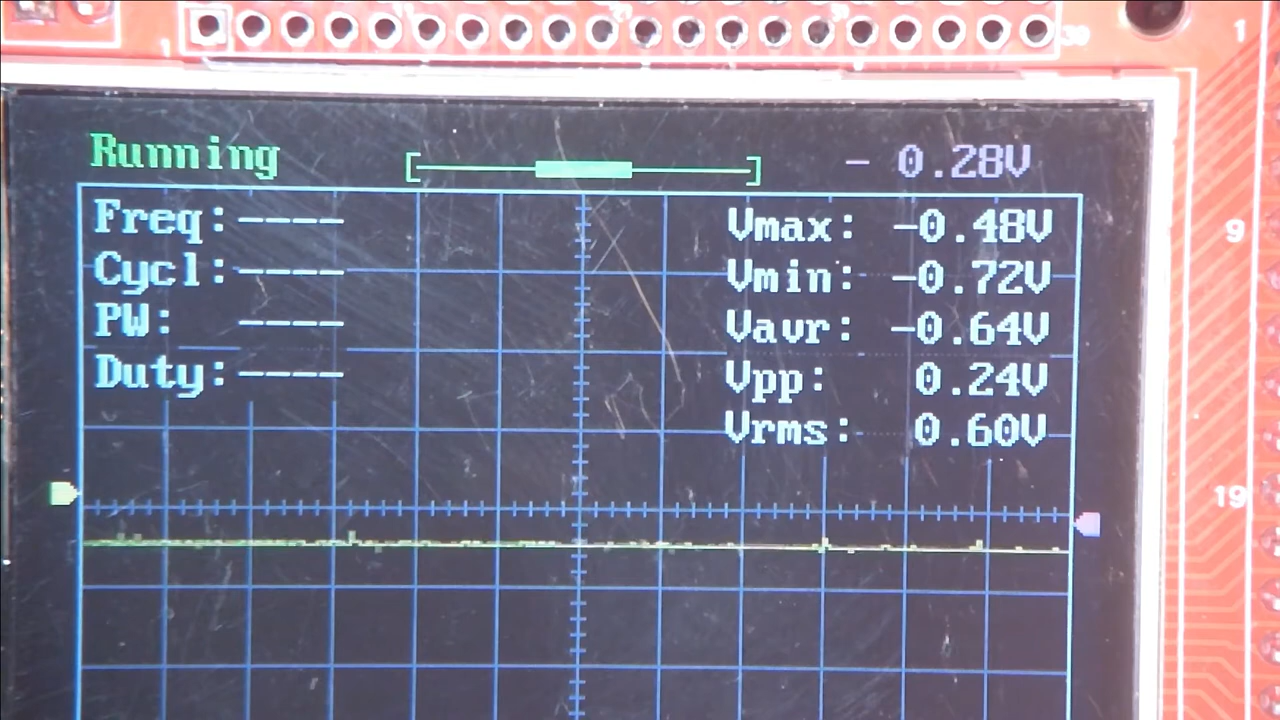 1
30
1
Running
- 0.28V
Freq:----
Vmax: -0.48V
Cycl:----
Vmin: -0.72V
PW: ----
Vavr: -0.64V
Duty:----
Vpp: 0.24V
Vrms: 0.60V
9
19